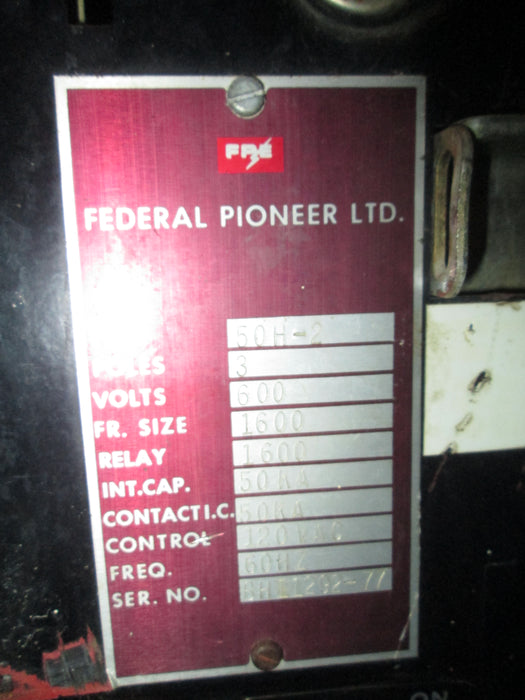 FPE
FEDERAL PIONEER LTD.
50H-2
POLES 3
VOLTS 600
FR. SIZE 1600
RELAY 1600
INT.CAP. 50KA
CONTACT I.C. 50KA
CONTROL 120VAC
FREQ. 60HZ
SER. NO.